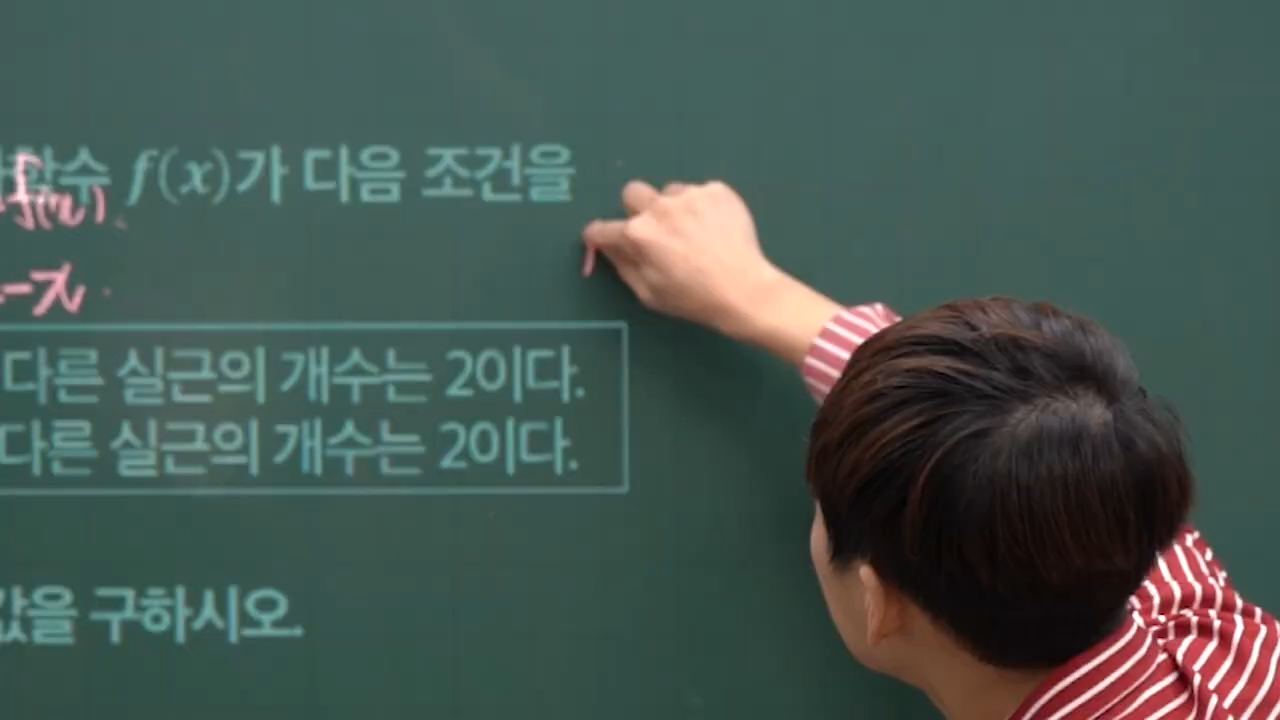 함수 f(x)가 다음 조건을
f(x).
-x.
다른 실근의 개수는 2이다.
다른 실근의 개수는 2이다.
값을 구하시오.